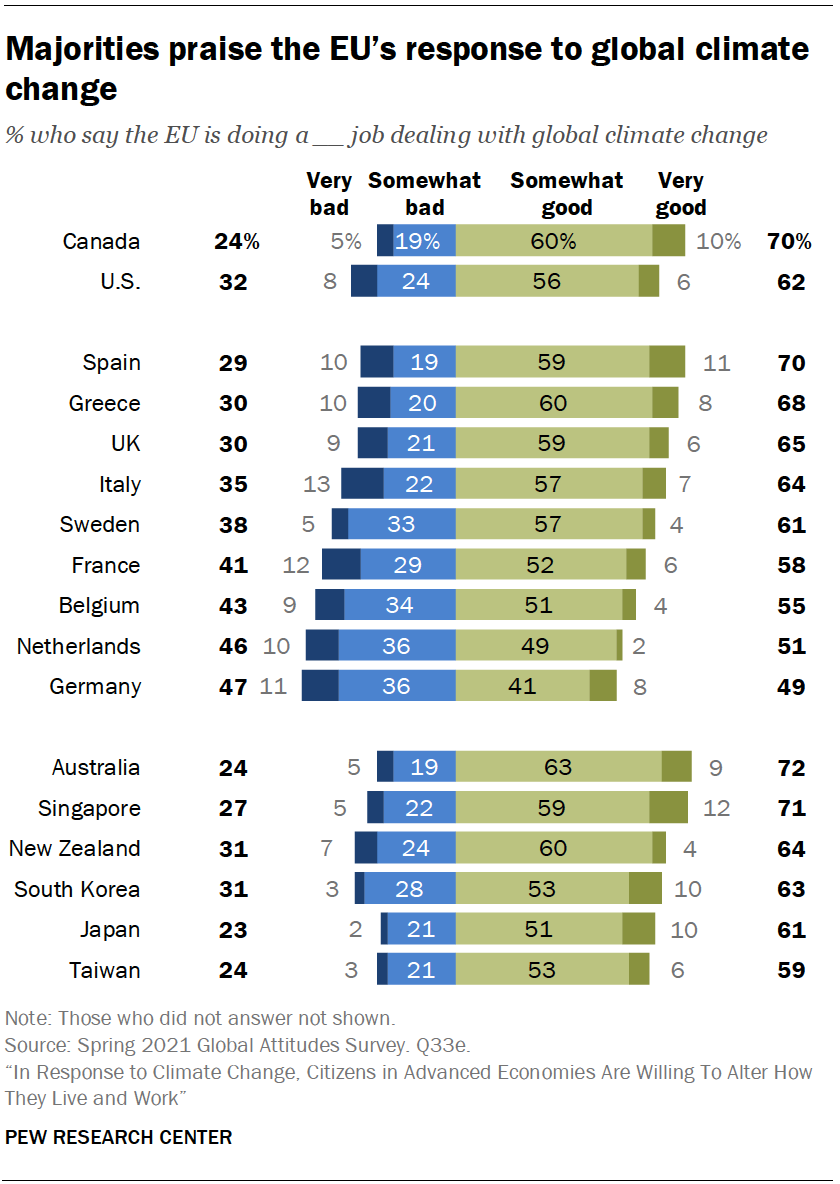 Majorities praise the EU’s response to global climate
change
% who say the EU is doing a __ job dealing with global climate change
Very Somewhat Somewhat Very
bad bad good good
Canada 24% 5% 19% 60% 10% 70%
U.S. 32 8 24 56 6 62
Spain 29 10 19 59 11 70
Greece 30 10 20 60 8 68
UK 30 9 21 59 6 65
Italy 35 13 22 57 7 64
Sweden 38 5 33 57 4 61
France 41 12 29 52 6 58
Belgium 43 9 34 51 4 55
Netherlands 46 10 36 49 2 51
Germany 47 11 36 41 8 49
Australia 24 5 19 63 9 72
Singapore 27 5 22 59 12 71
New Zealand 31 7 24 60 4 64
South Korea 31 3 28 53 10 63
Japan 23 2 21 51 10 61
Taiwan 24 3 21 53 6 59
Note: Those who did not answer not shown.
Source: Spring 2021 Global Attitudes Survey. Q33e.
“In Response to Climate Change, Citizens in Advanced Economies Are Willing To Alter How
They Live and Work”
PEW RESEARCH CENTER